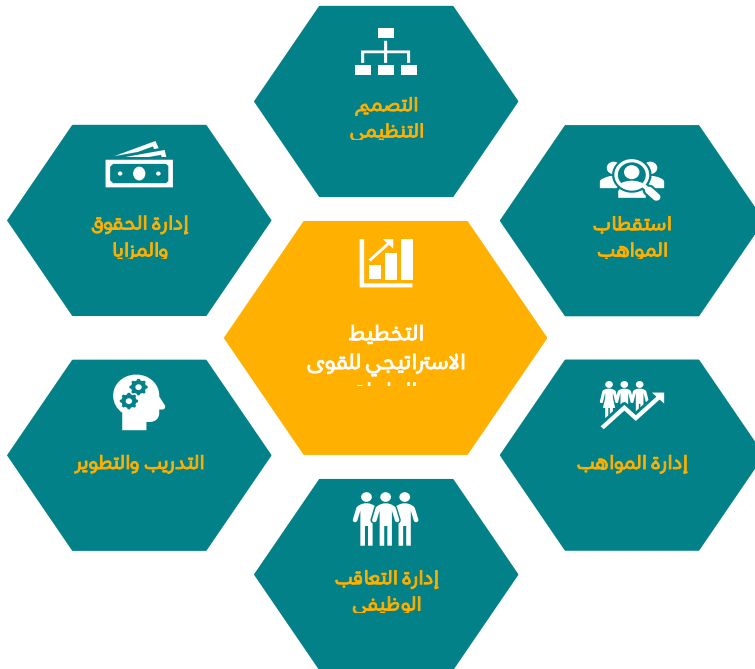 التصميم
التنظيمي
استقطاب
المواهب
إدارة المواهب
إدارة التعاقب
الوظيفي
التدريب والتطوير
إدارة الحقوق
والمزايا
التخطيط
الاستراتيجي للقوى